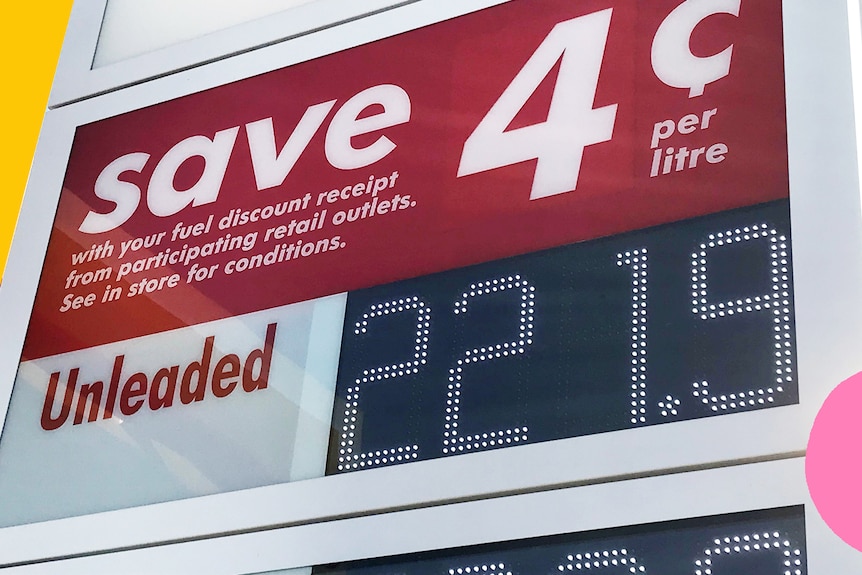 save 4¢ per litre
with your fuel discount receipt
from participating retail outlets.
See in store for conditions.
Unleaded 221.9